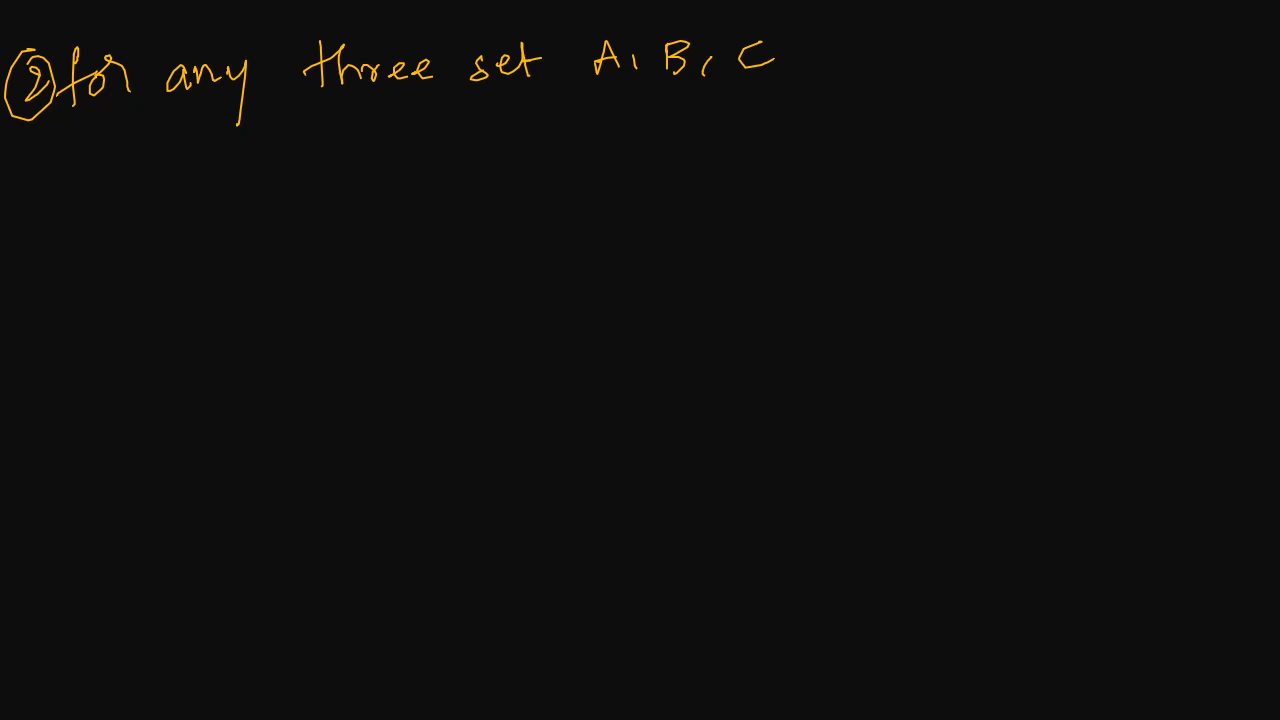 ② for any three set A, B, C